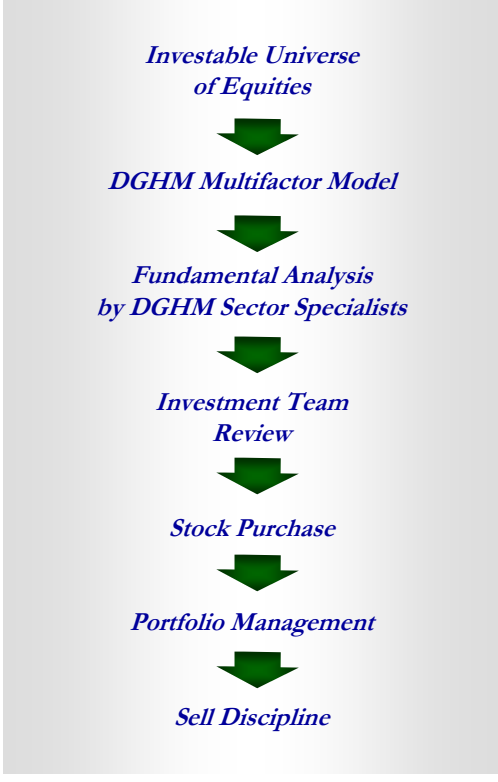 Investable Universe
of Equities
DGHM Multifactor Model
Fundamental Analysis
by DGHM Sector Specialists
Investment Team
Review
Stock Purchase
Portfolio Management
Sell Discipline